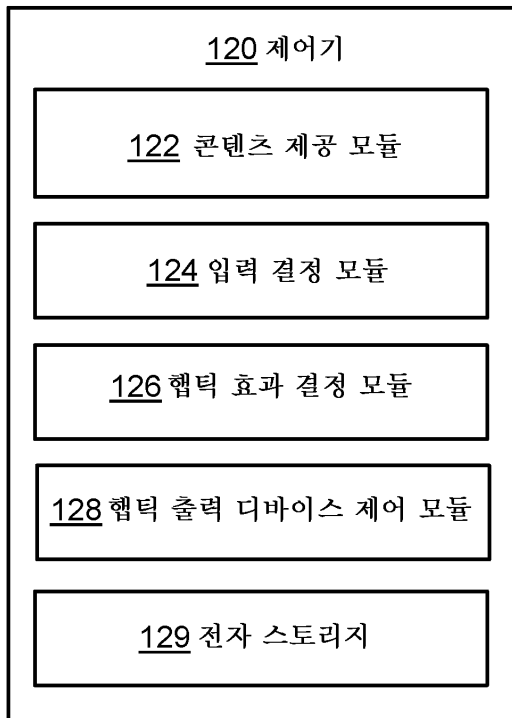 120 제어기
122 콘텐츠 제공 모듈
124 입력 결정 모듈
126 햅틱 효과 결정 모듈
128 햅틱 출력 디바이스 제어 모듈
129 전자 스토리지